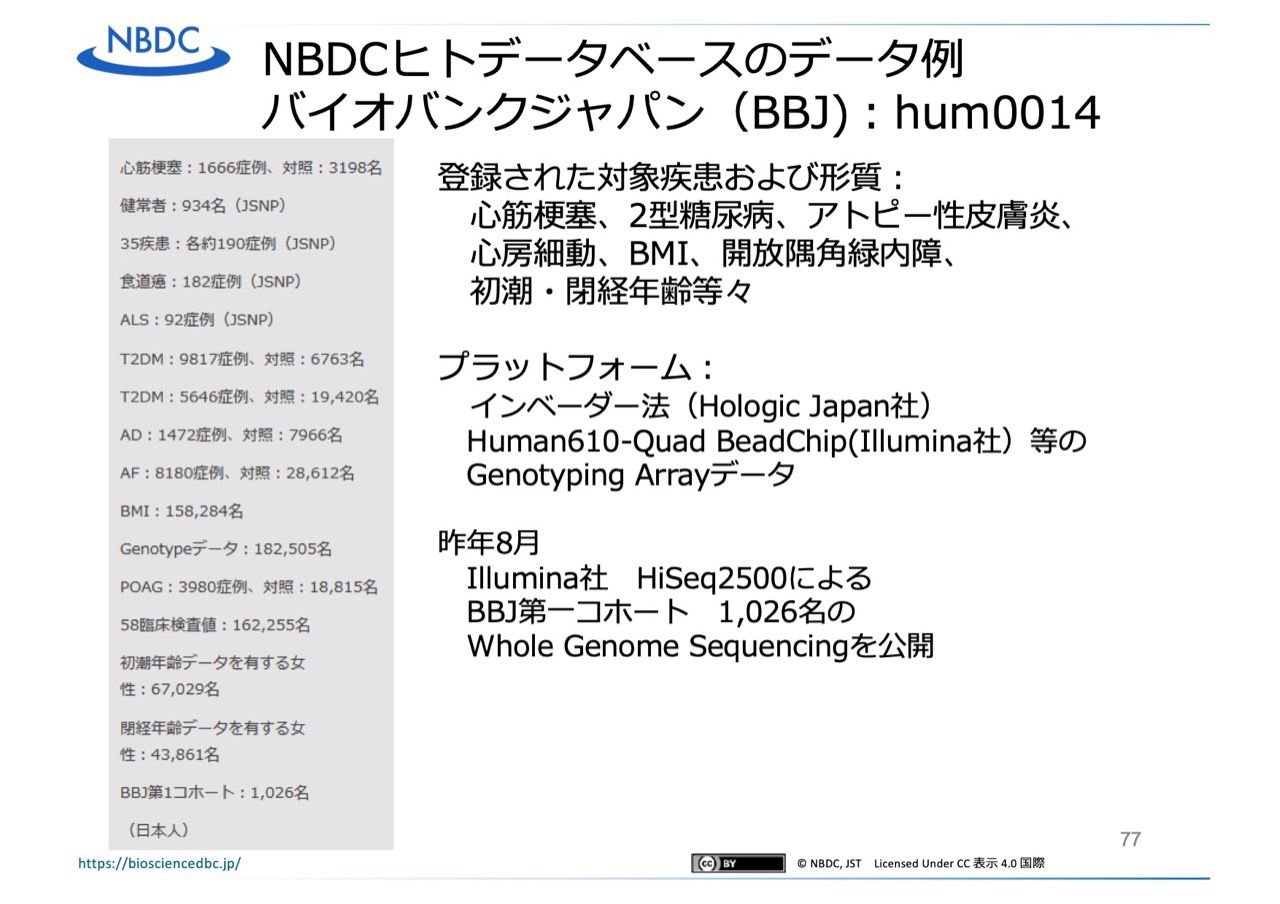 NBDC
NBDCヒトデータベースのデータ例
バイオバンクジャパン（BBJ)：hum0014
心筋梗塞：1666症例、対照：3198名
健常者：934名（JSNP）
35疾患：各約190症例（JSNP）
食道癌：182症例（JSNP）
ALS：92症例（JSNP）
T2DM：9817症例、対照：6763名
T2DM：5646症例、対照：19,420名
AD：1472症例、対照：7966名
AF：8180症例、対照：28,612名
BMI：158,284名
Genotypeデータ：182,505名
POAG：3980症例、対照：18,815名
58臨床検査値：162,255名
初潮年齢データを有する女
性：67,029名
閉経年齢データを有する女
性：43,861名
BBJ第1コホート：1,026名
（日本人）
登録された対象疾患および形質：
心筋梗塞、2型糖尿病、アトピー性皮膚炎、
心房細動、BMI、開放隅角緑内障、
初潮・閉経年齢等々
プラットフォーム：
インベーダー法（Hologic Japan社）
Human610-Quad BeadChip(Illumina社）等の
Genotyping Arrayデータ
昨年8月
Illumina社　HiSeq2500による
BBJ第一コホート　1,026名の
Whole Genome Sequencingを公開
77
https://biosciencedbc.jp/
cc BY
© NBDC, JST　Licensed Under CC 表示 4.0 国際